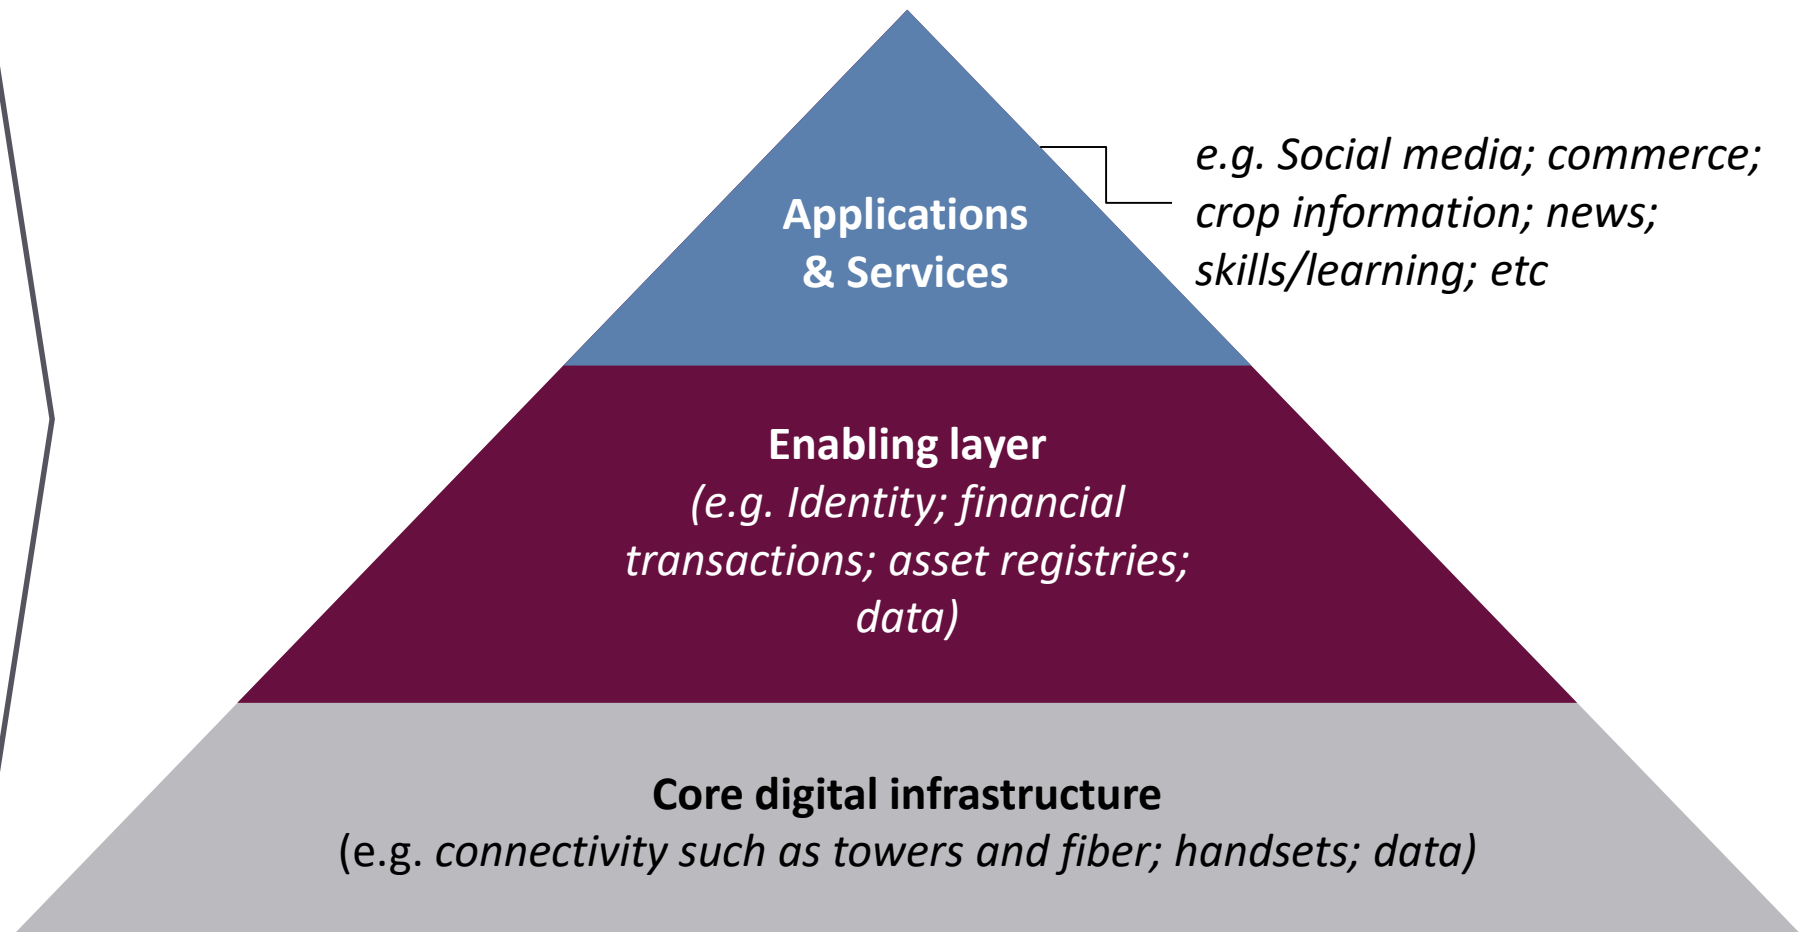 e.g. Social media; commerce;
crop information; news;
skills/learning; etc
Applications
& Services
Enabling layer
(e.g. Identity; financial
transactions; asset registries;
data)
Core digital infrastructure
(e.g. connectivity such as towers and fiber; handsets; data)